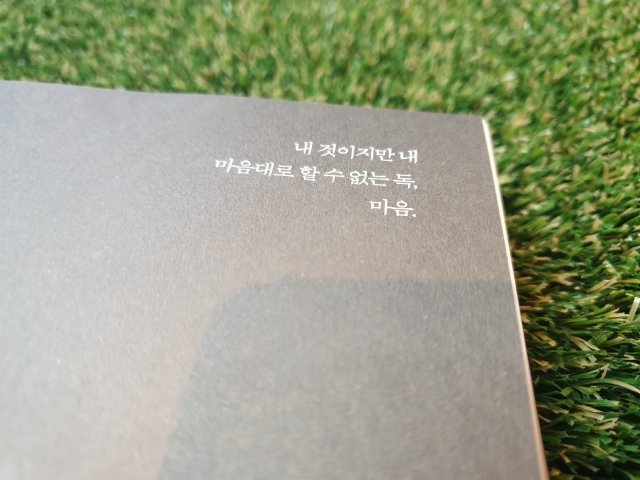 내 것이지만 내
마음대로 할 수 없는 독,
마음.